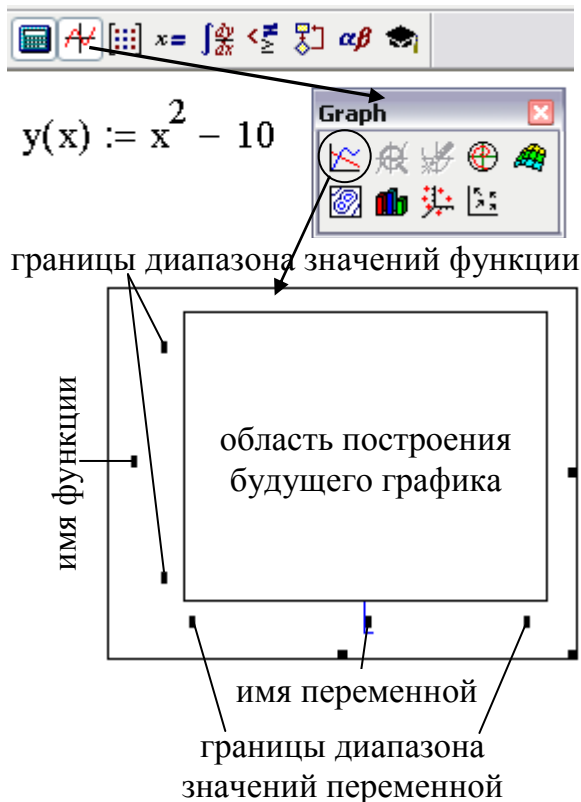 x=
αβ
y(x) := x² − 10
Graph
границы диапазона значений функции
имя функции
область построения
будущего графика
имя переменной
границы диапазона
значений переменной